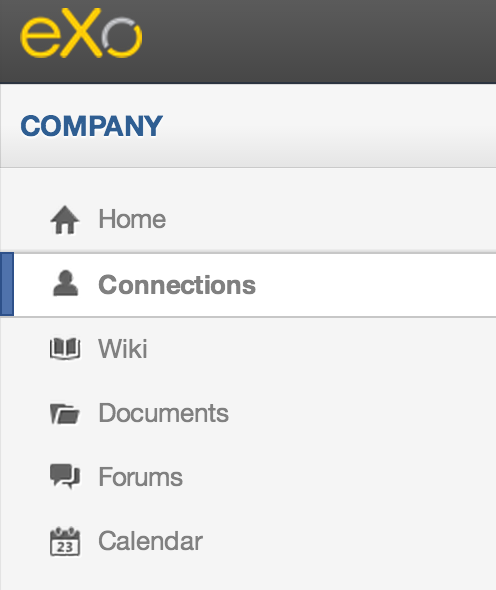 eXo
COMPANY
Home
Connections
Wiki
Documents
Forums
23
Calendar